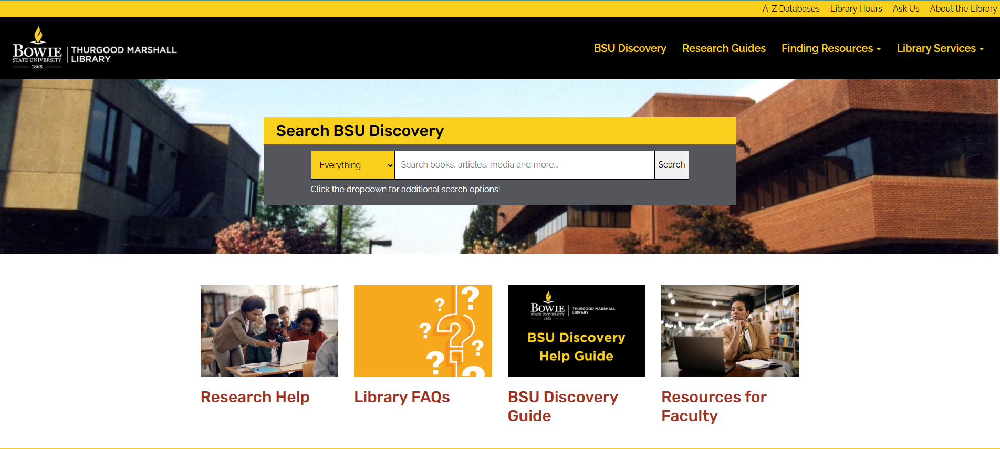 A-Z Databases Library Hours Ask Us About the Library
BOWIE
STATE UNIVERSITY
1865
THURGOOD MARSHALL
LIBRARY
BSU Discovery Research Guides Finding Resources Library Services
Search BSU Discovery
Everything Search books, articles, media and more... Search
Click the dropdown for additional search options!
? ? ? ? ? ? ?
BOWIE
STATE UNIVERSITY
1865
THURGOOD MARSHALL
LIBRARY
BSU Discovery
Help Guide
Research Help
Library FAQs
BSU Discovery
Guide
Resources for
Faculty